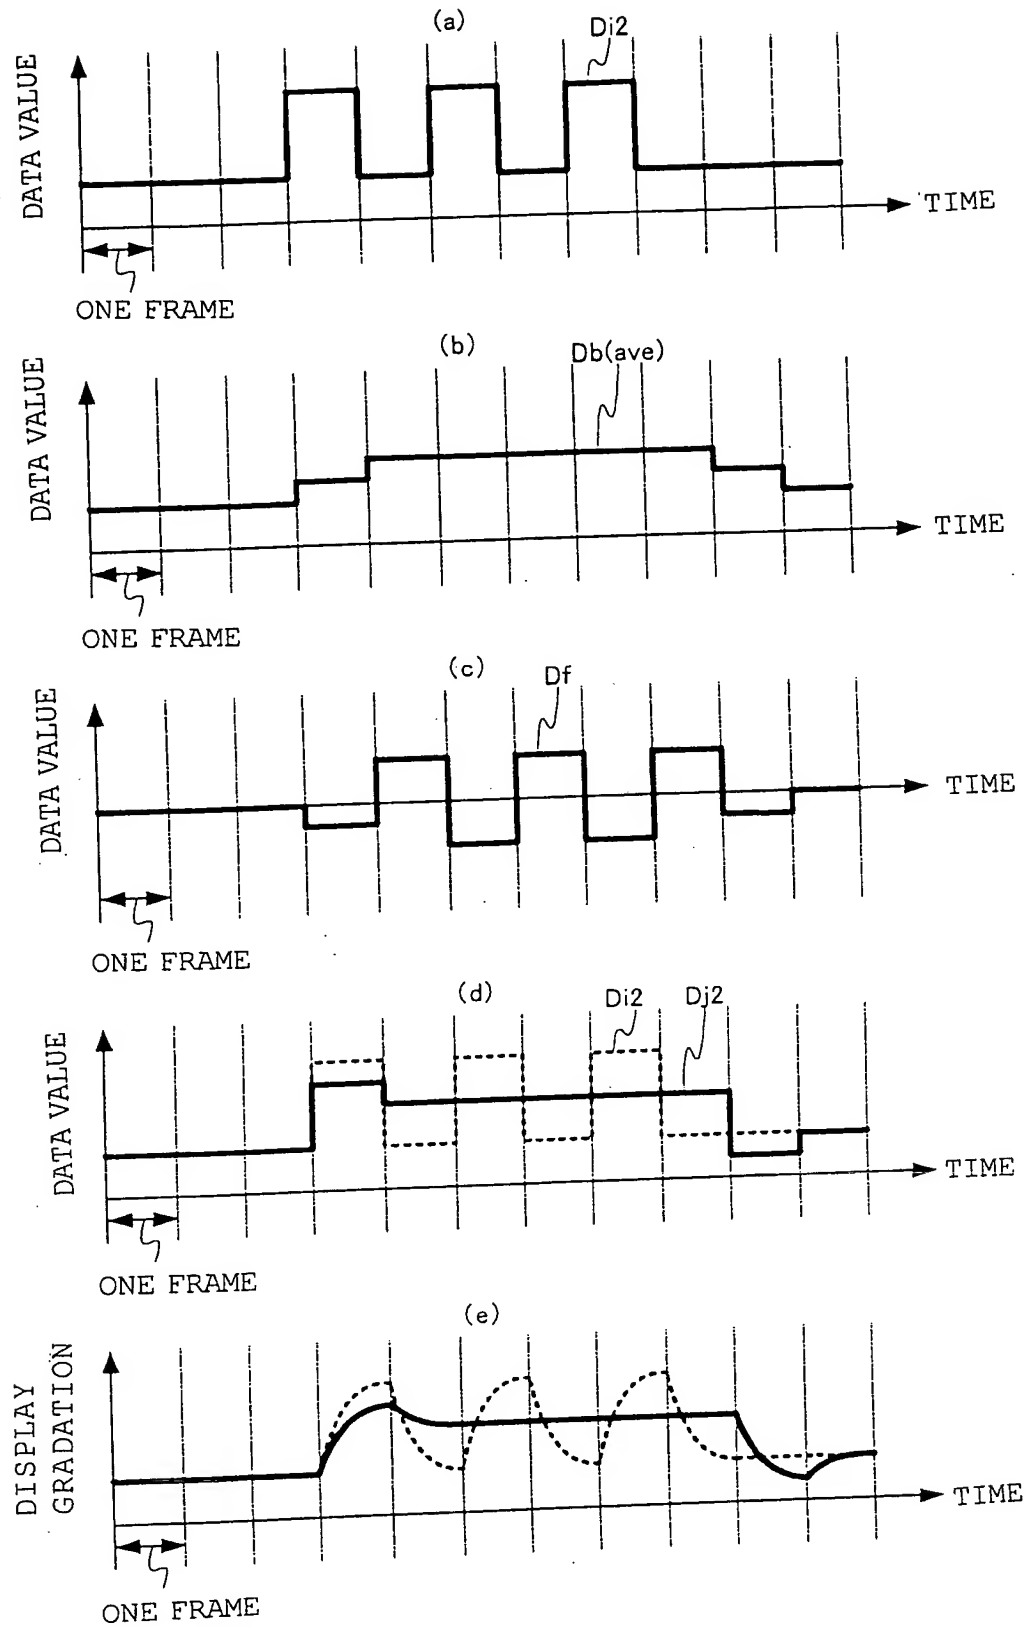 (a)
Di2
DATA VALUE
TIME
ONE FRAME
(b)
Db(ave)
DATA VALUE
TIME
ONE FRAME
(c)
Df
DATA VALUE
TIME
ONE FRAME
(d)
Di2
Dj2
DATA VALUE
TIME
ONE FRAME
(e)
DISPLAY
GRADATION
TIME
ONE FRAME